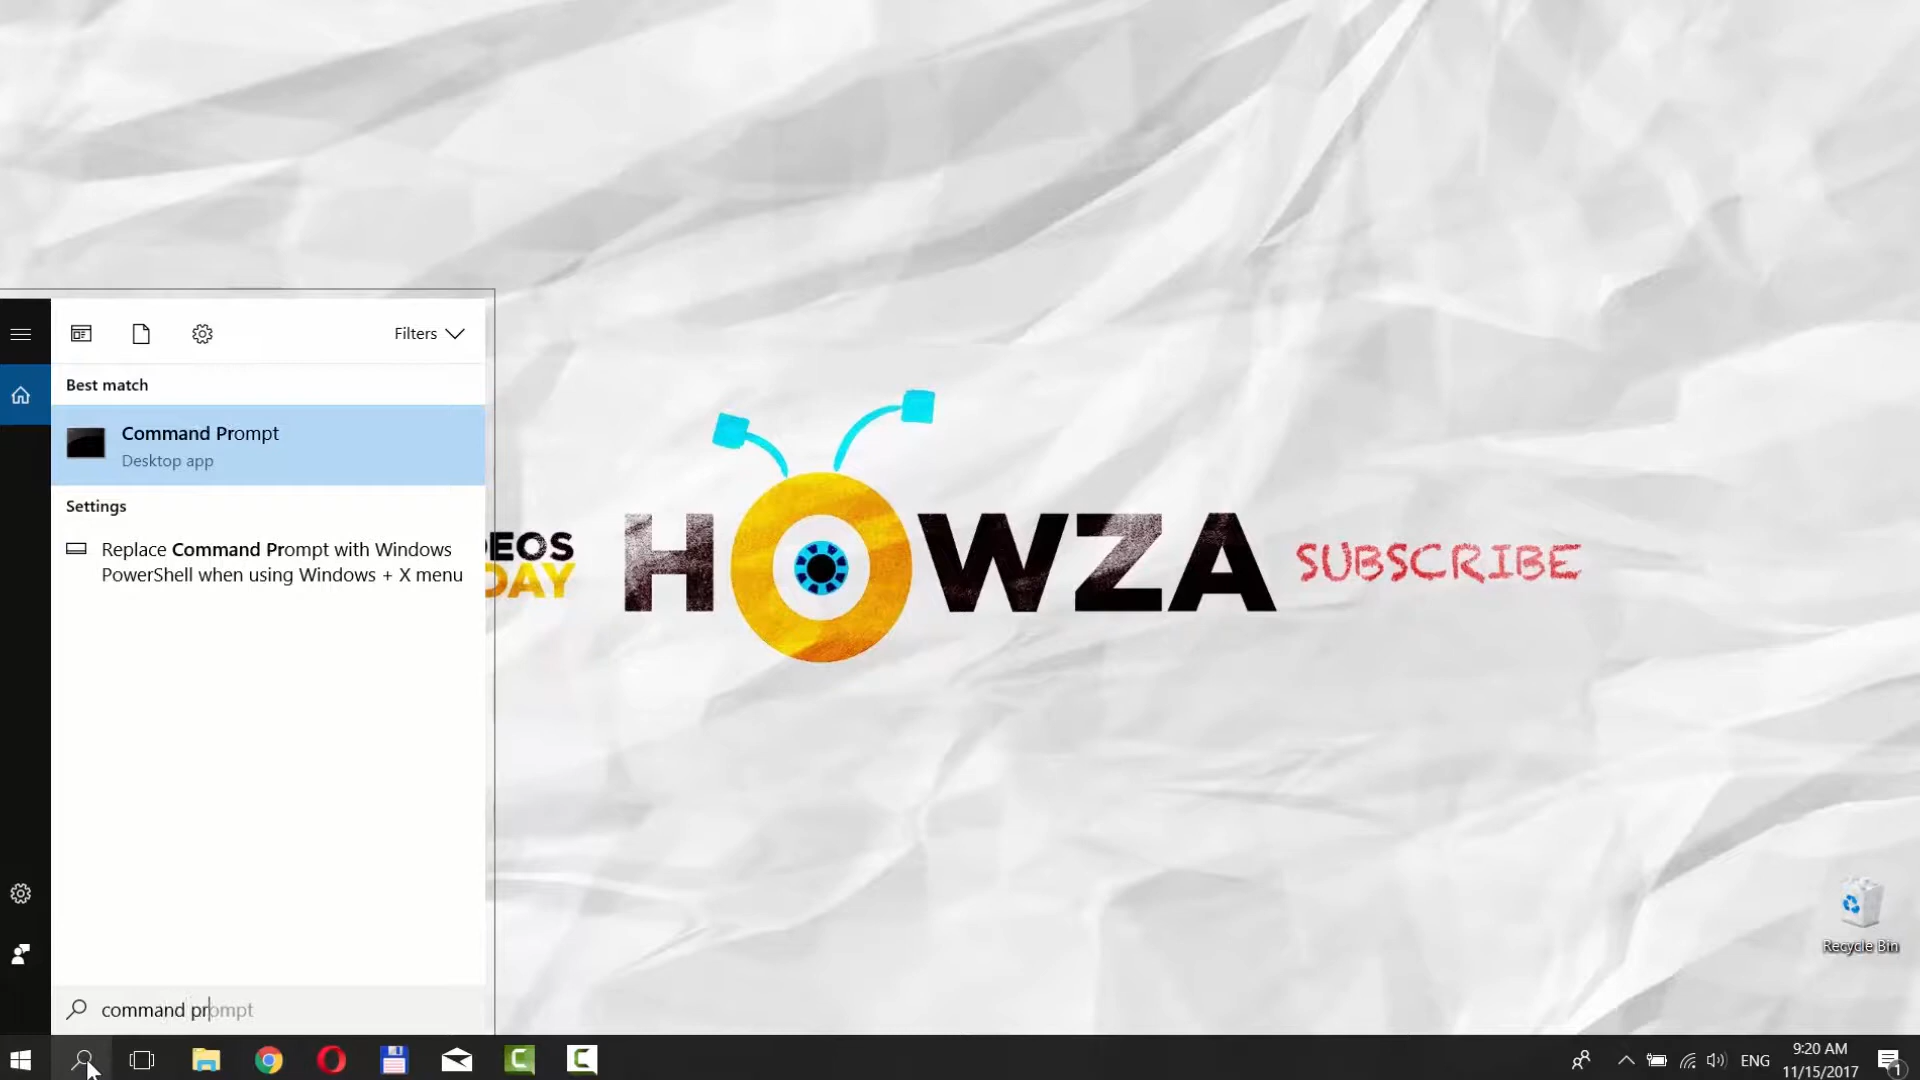 Filters
Best match
Command Prompt
Desktop app
Settings
Replace Command Prompt with Windows
PowerShell when using Windows + X menu
EOS
DAY
HOWZA
SUBSCRIBE
Recycle Bin
command prompt
ENG
9:20 AM
11/15/2017
1